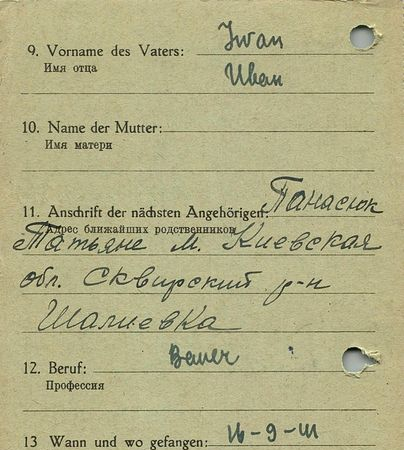 9. Vorname des Vaters: Iwan
Имя отца Иван
10. Name der Mutter:
Имя матери
11. Anschrift der nächsten Angehörigen: Панасюк
Адрес ближайших родственников
Татьяне м. Киевская
обл. Сквирский р-н
Шалиевка
12. Beruf: Bauer
Профессия
13 Wann und wo gefangen: 16-9-41